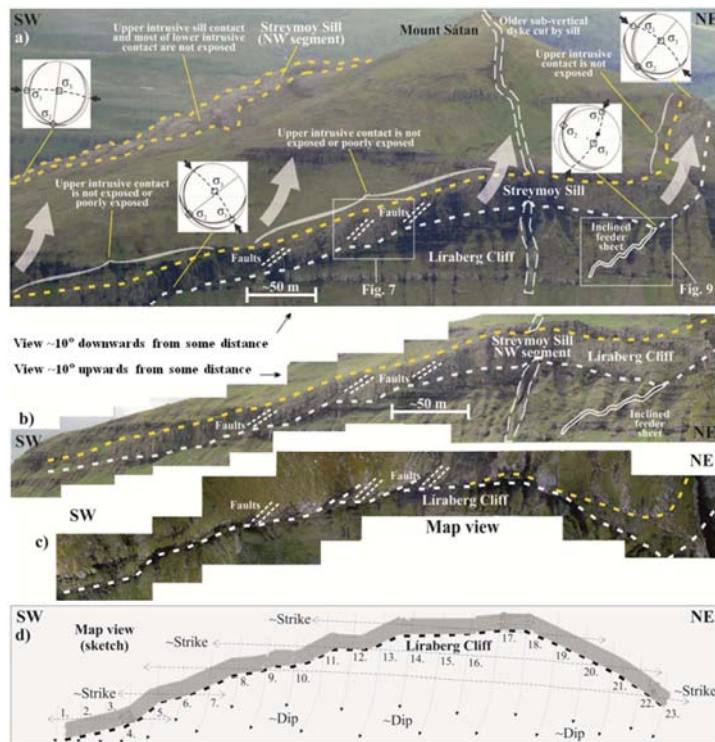 SW
NE
a)
Upper intrusive sill contact
and most of lower intrusive
contact are not exposed
Streymoy Sill
(NW segment)
Mount Sátan
Older sub-vertical
dyke cut by sill
Upper intrusive
contact is not
exposed
σ1
σ3
σ2
σ3
Upper intrusive contact is not
exposed or poorly exposed
σ2
Upper intrusive contact
is not exposed or
poorly exposed
Streymoy Sill
Faults
Inclined
feeder
sheet
Líraberg Cliff
Faults
~50 m
Fig. 7
Fig. 9
View ~10° downwards from some distance
View ~10° upwards from some distance
Streymoy Sill
NW segment
Líraberg Cliff
Faults
Faults
~50 m
Inclined
feeder
sheet
b)
SW
NE
NE
Faults
Faults
SW
Líraberg Cliff
c)
Map view
SW
NE
d)
Map view
(sketch)
~Strike
~Strike
~Strike
~Strike
Líraberg Cliff
1. 2. 3. 4. 5. 6. 7. 8. 9. 10. 11. 12. 13. 14. 15. 16. 17. 18. 19. 20. 21. 22. 23.
~Dip
~Dip
~Dip